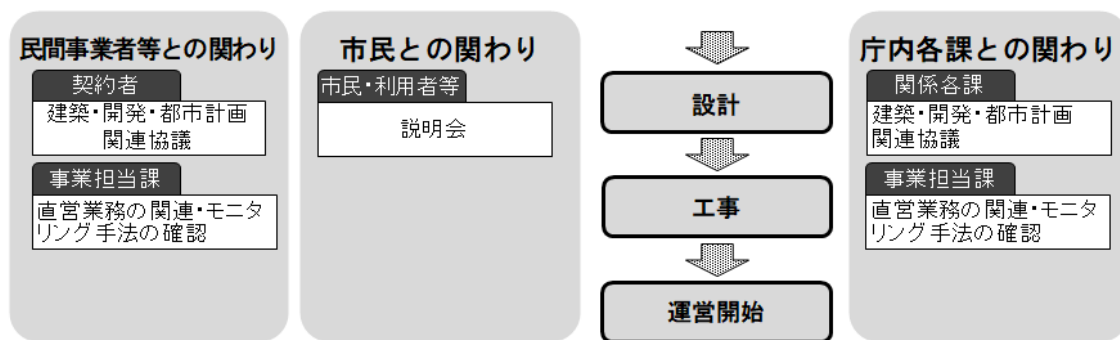 民間事業者等との関わり
契約者
建築・開発・都市計画
関連協議
事業担当課
直営業務の関連・モニタ
リング手法の確認
市民との関わり
市民・利用者等
説明会
設計
工事
運営開始
庁内各課との関わり
関係各課
建築・開発・都市計画
関連協議
事業担当課
直営業務の関連・モニタ
リング手法の確認